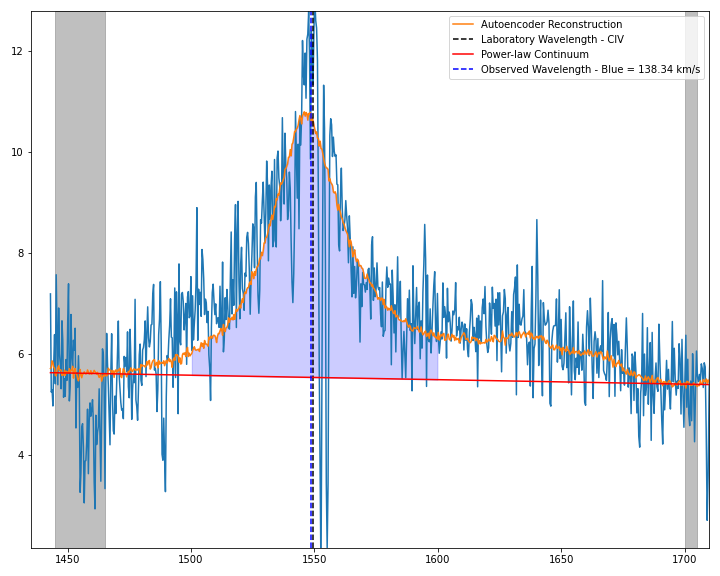 Autoencoder Reconstruction
Laboratory Wavelength - CIV
Power-law Continuum
Observed Wavelength - Blue = 138.34 km/s
12
10
8
6
4
1450 1500 1550 1600 1650 1700